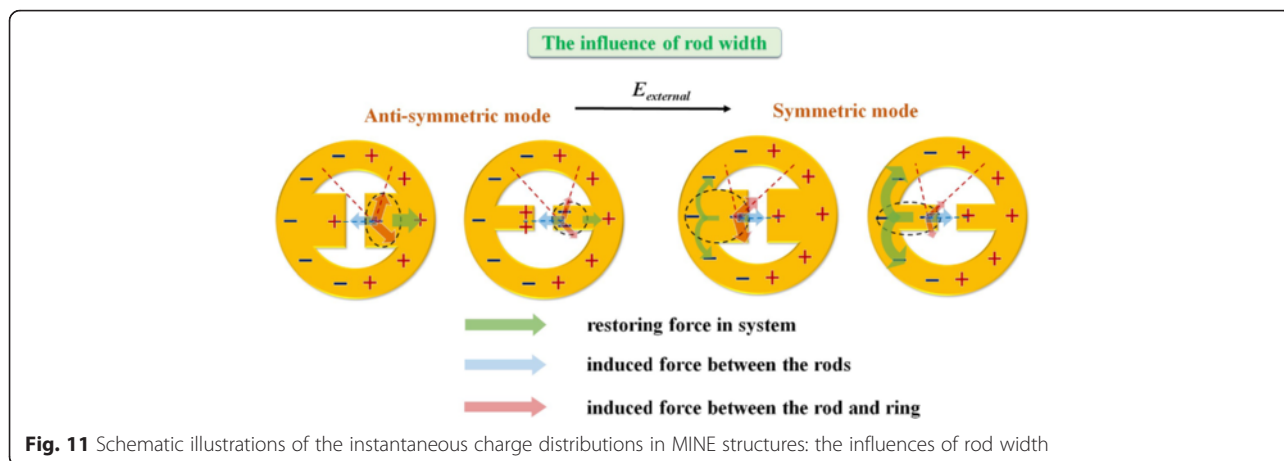 The influence of rod width
E_external
Anti-symmetric mode
Symmetric mode
restoring force in system
induced force between the rods
induced force between the rod and ring
Fig. 11 Schematic illustrations of the instantaneous charge distributions in MINE structures: the influences of rod width